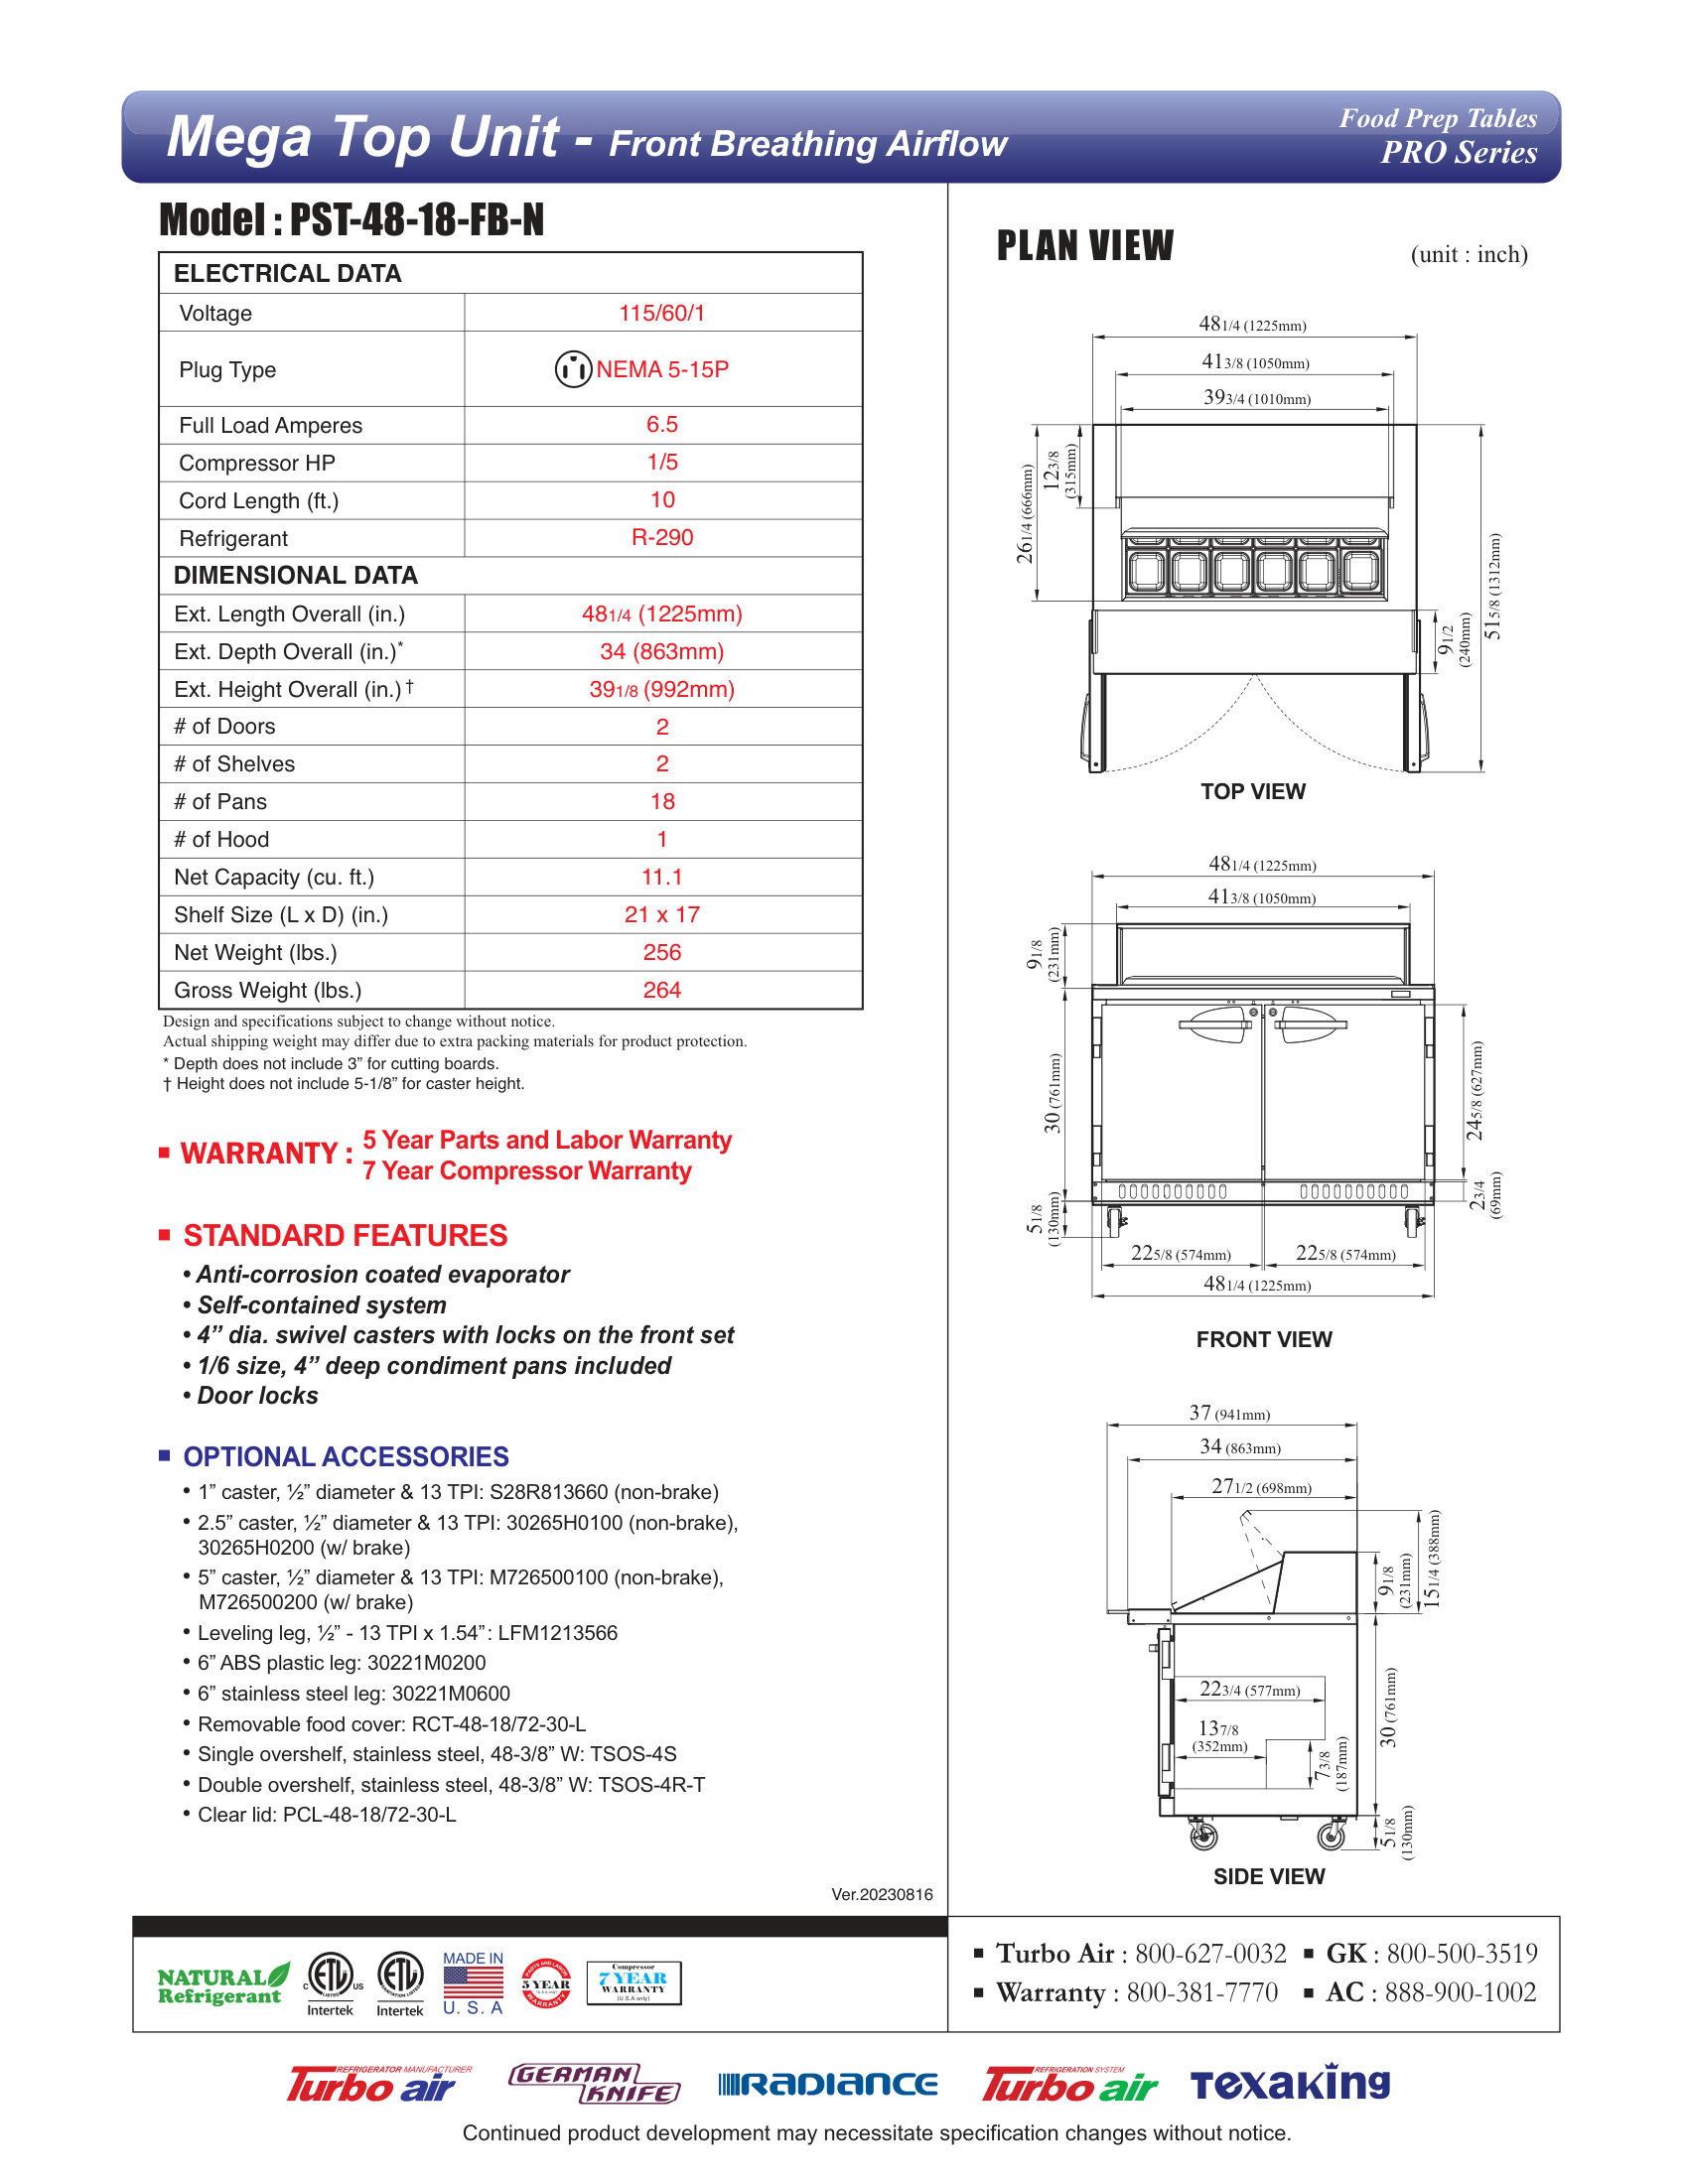 Mega Top Unit - Front Breathing Airflow
Food Prep Tables
PRO Series
Model : PST-48-18-FB-N
ELECTRICAL DATA
Voltage 115/60/1
Plug Type NEMA 5-15P
Full Load Amperes 6.5
Compressor HP 1/5
Cord Length (ft.) 10
Refrigerant R-290
DIMENSIONAL DATA
Ext. Length Overall (in.) 48 1/4 (1225mm)
Ext. Depth Overall (in.)* 34 (863mm)
Ext. Height Overall (in.)† 39 1/8 (992mm)
# of Doors 2
# of Shelves 2
# of Pans 18
# of Hood 1
Net Capacity (cu. ft.) 11.1
Shelf Size (L x D) (in.) 21 x 17
Net Weight (lbs.) 256
Gross Weight (lbs.) 264
Design and specifications subject to change without notice.
Actual shipping weight may differ due to extra packing materials for product protection.
* Depth does not include 3” for cutting boards.
† Height does not include 5-1/8” for caster height.
■ WARRANTY : 5 Year Parts and Labor Warranty
7 Year Compressor Warranty
■ STANDARD FEATURES
• Anti-corrosion coated evaporator
• Self-contained system
• 4” dia. swivel casters with locks on the front set
• 1/6 size, 4” deep condiment pans included
• Door locks
■ OPTIONAL ACCESSORIES
• 1” caster, ½” diameter & 13 TPI: S28R813660 (non-brake)
• 2.5” caster, ½” diameter & 13 TPI: 30265H0100 (non-brake),
30265H0200 (w/ brake)
• 5” caster, ½” diameter & 13 TPI: M726500100 (non-brake),
M726500200 (w/ brake)
• Leveling leg, ½” - 13 TPI x 1.54”: LFM1213566
• 6” ABS plastic leg: 30221M0200
• 6” stainless steel leg: 30221M0600
• Removable food cover: RCT-48-18/72-30-L
• Single overshelf, stainless steel, 48-3/8” W: TSOS-4S
• Double overshelf, stainless steel, 48-3/8” W: TSOS-4R-T
• Clear lid: PCL-48-18/72-30-L
Ver.20230816
PLAN VIEW (unit : inch)
48 1/4 (1225mm)
41 3/8 (1050mm)
39 3/4 (1010mm)
26 1/4 (666mm)
12 3/8 (315mm)
51 5/8 (1312mm)
9 1/2 (240mm)
TOP VIEW
48 1/4 (1225mm)
41 3/8 (1050mm)
9 1/8 (231mm)
30 (761mm)
24 5/8 (627mm)
2 3/4 (69mm)
5 1/8 (130mm)
22 5/8 (574mm) 22 5/8 (574mm)
48 1/4 (1225mm)
FRONT VIEW
37 (941mm)
34 (863mm)
27 1/2 (698mm)
9 1/8 (231mm)
15 1/4 (388mm)
22 3/4 (577mm)
13 7/8 (352mm)
7 3/8 (187mm)
30 (761mm)
5 1/8 (130mm)
SIDE VIEW
NATURAL Refrigerant
C ETL LISTED US Intertek
ETL SANITATION LISTED Intertek
MADE IN U. S. A
PARTS AND LABOR 5 YEAR (U.S.A only) WARRANTY
Compressor 7 YEAR WARRANTY (U.S.A only)
■ Turbo Air : 800-627-0032 ■ GK : 800-500-3519
■ Warranty : 800-381-7770 ■ AC : 888-900-1002
REFRIGERATOR MANUFACTURER Turbo air
GERMAN KNIFE
RADIANCE
REFRIGERATION SYSTEM Turbo air
TexaKing
Continued product development may necessitate specification changes without notice.